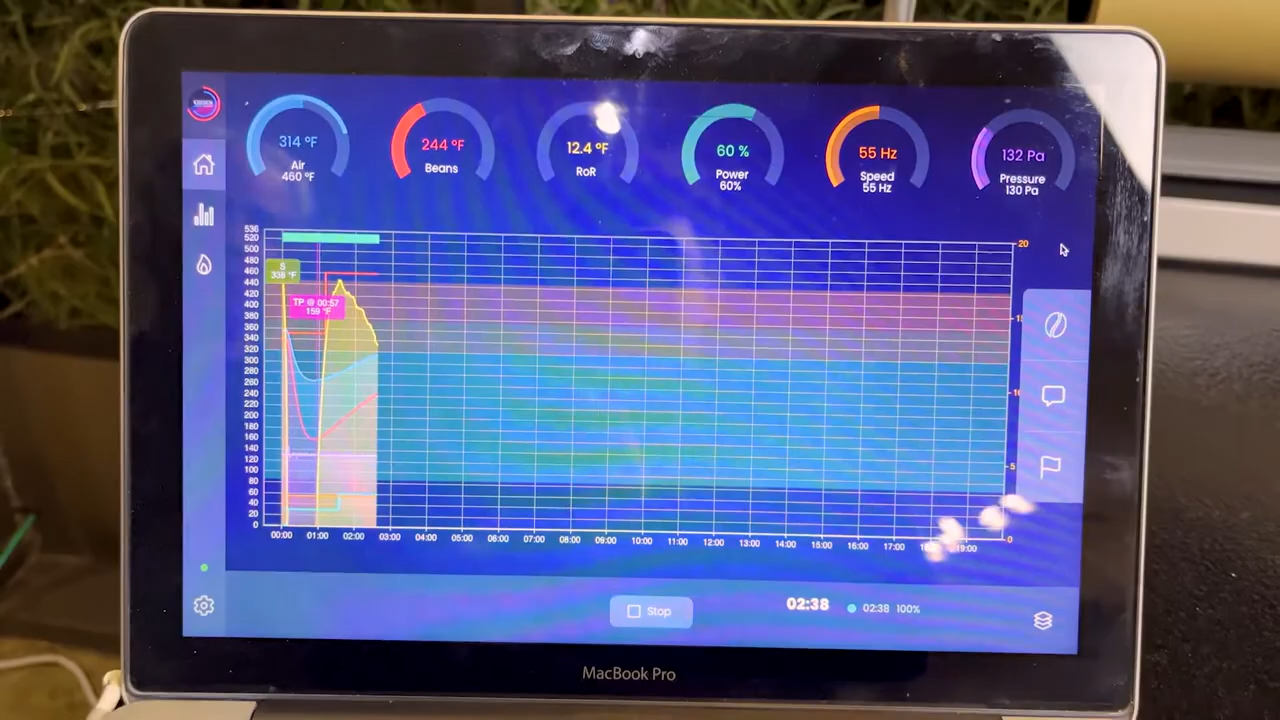 314 °F
Air
460 °F
244 °F
Beans
12.4 °F
RoR
60 %
Power
60%
55 Hz
Speed
55 Hz
132 Pa
Pressure
130 Pa
536
520
500
480
460
440
420
400
380
360
340
320
300
280
260
240
220
200
180
160
140
120
100
80
60
40
20
0
S
338 °F
TP @ 00:57
159 °F
20
5
0
00:00 01:00 02:00 03:00 04:00 05:00 06:00 07:00 08:00 09:00 10:00 11:00 12:00 13:00 14:00 15:00 16:00 17:00 19:00
Stop
02:38
02:38 100%
MacBook Pro